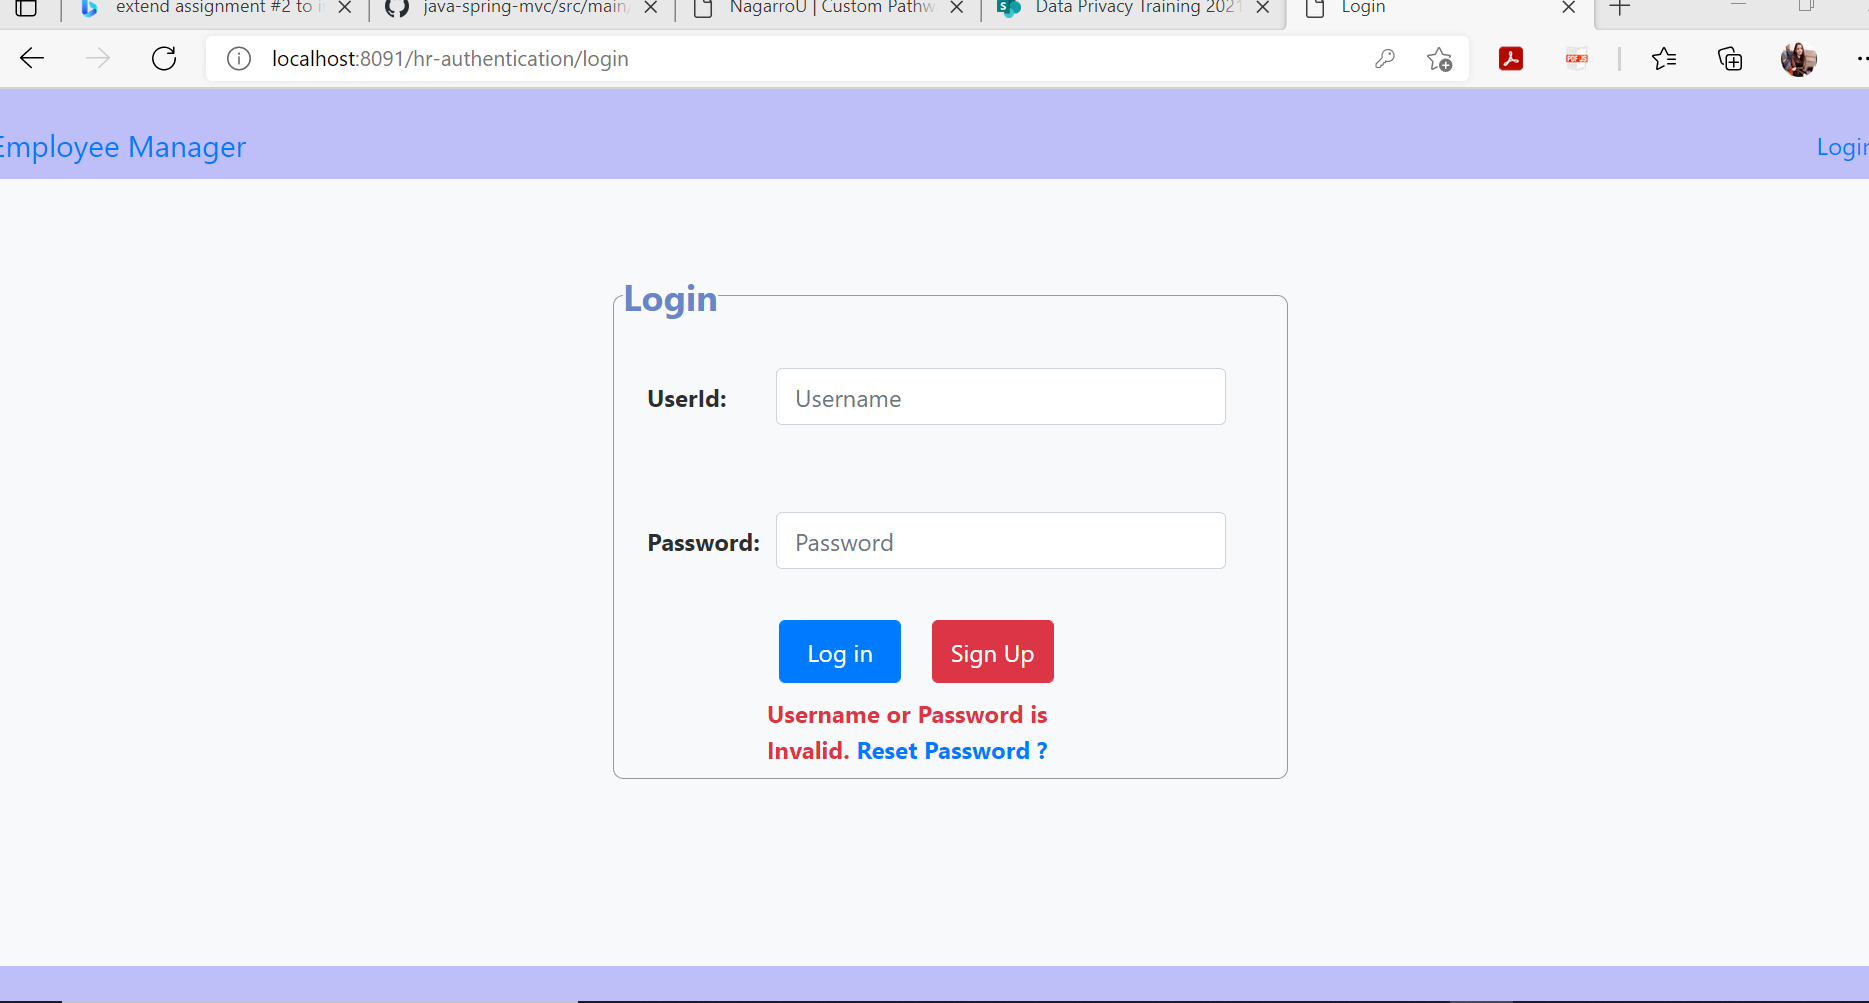 extend assignment #2 to i
java-spring-mvc/src/main/
NagarroU | Custom Pathw
Data Privacy Training 2021
Login
localhost:8091/hr-authentication/login
PDF JS
Employee Manager
Login
Login
UserId:
Username
Password:
Password
Log in
Sign Up
Username or Password is
Invalid. Reset Password ?